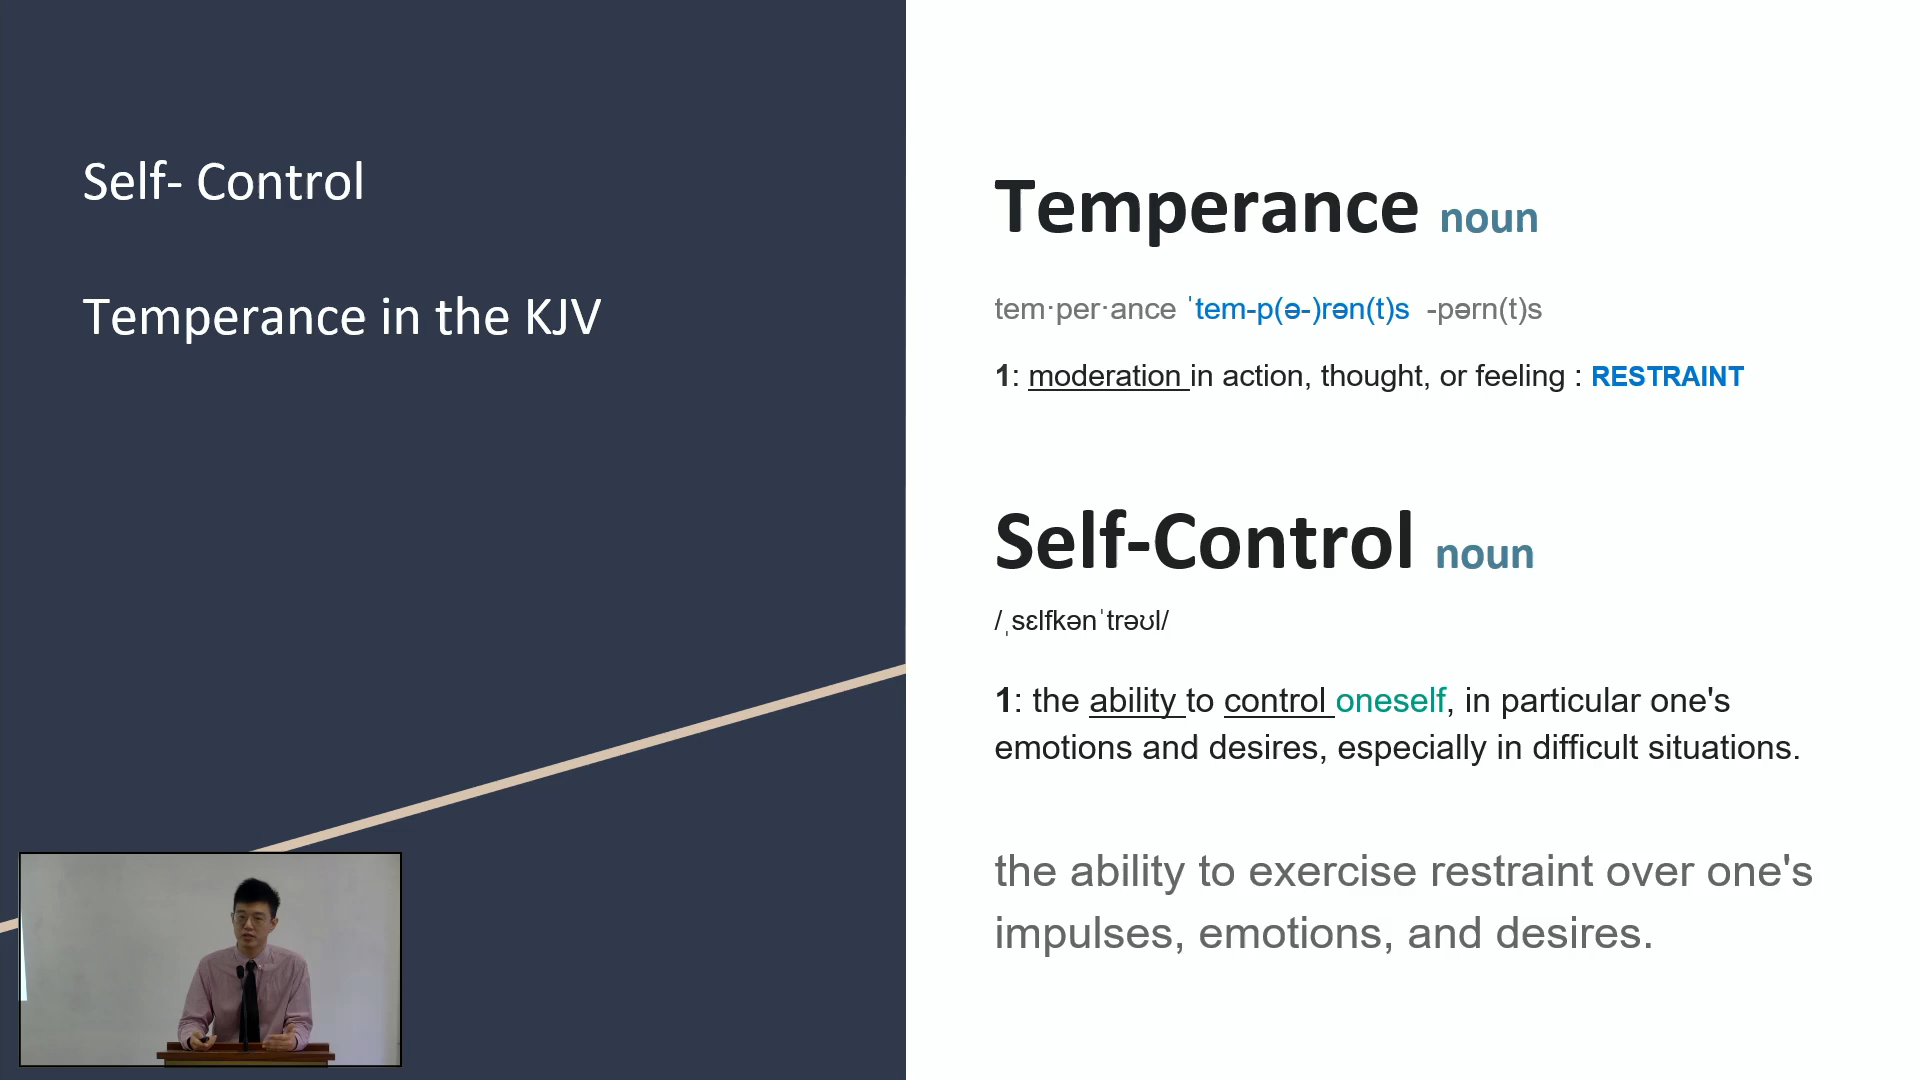 Self- Control
Temperance in the KJV
Temperance noun
tem·per·ance ˈtem-p(ə-)rən(t)s -pərn(t)s
1: moderation in action, thought, or feeling : RESTRAINT
Self-Control noun
/ˌsɛlfkənˈtrəʊl/
1: the ability to control oneself, in particular one's
emotions and desires, especially in difficult situations.
the ability to exercise restraint over one's
impulses, emotions, and desires.